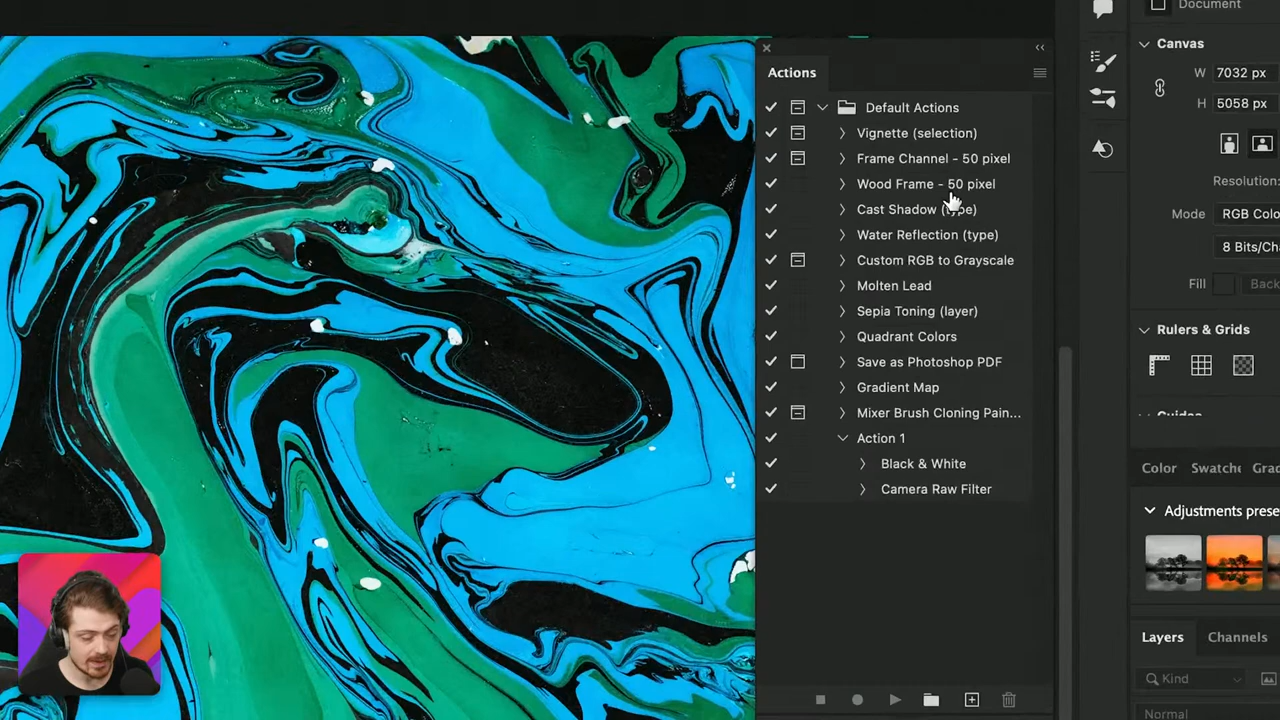 Document
Canvas
W 7032 px
H 5058 px
Resolution:
Mode RGB Colo
8 Bits/Cha
Fill Back
Rulers & Grids
Guides
Color Swatche Grad
Adjustments prese
Layers Channels
Kind
Normal
Actions
Default Actions
Vignette (selection)
Frame Channel - 50 pixel
Wood Frame - 50 pixel
Cast Shadow (type)
Water Reflection (type)
Custom RGB to Grayscale
Molten Lead
Sepia Toning (layer)
Quadrant Colors
Save as Photoshop PDF
Gradient Map
Mixer Brush Cloning Pain...
Action 1
Black & White
Camera Raw Filter